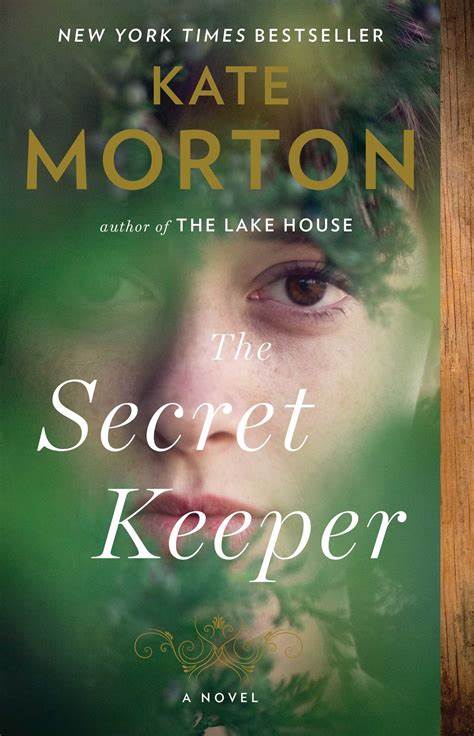 NEW YORK TIMES BESTSELLER
KATE
MORTON
author of THE LAKE HOUSE
The
Secret
Keeper
A NOVEL